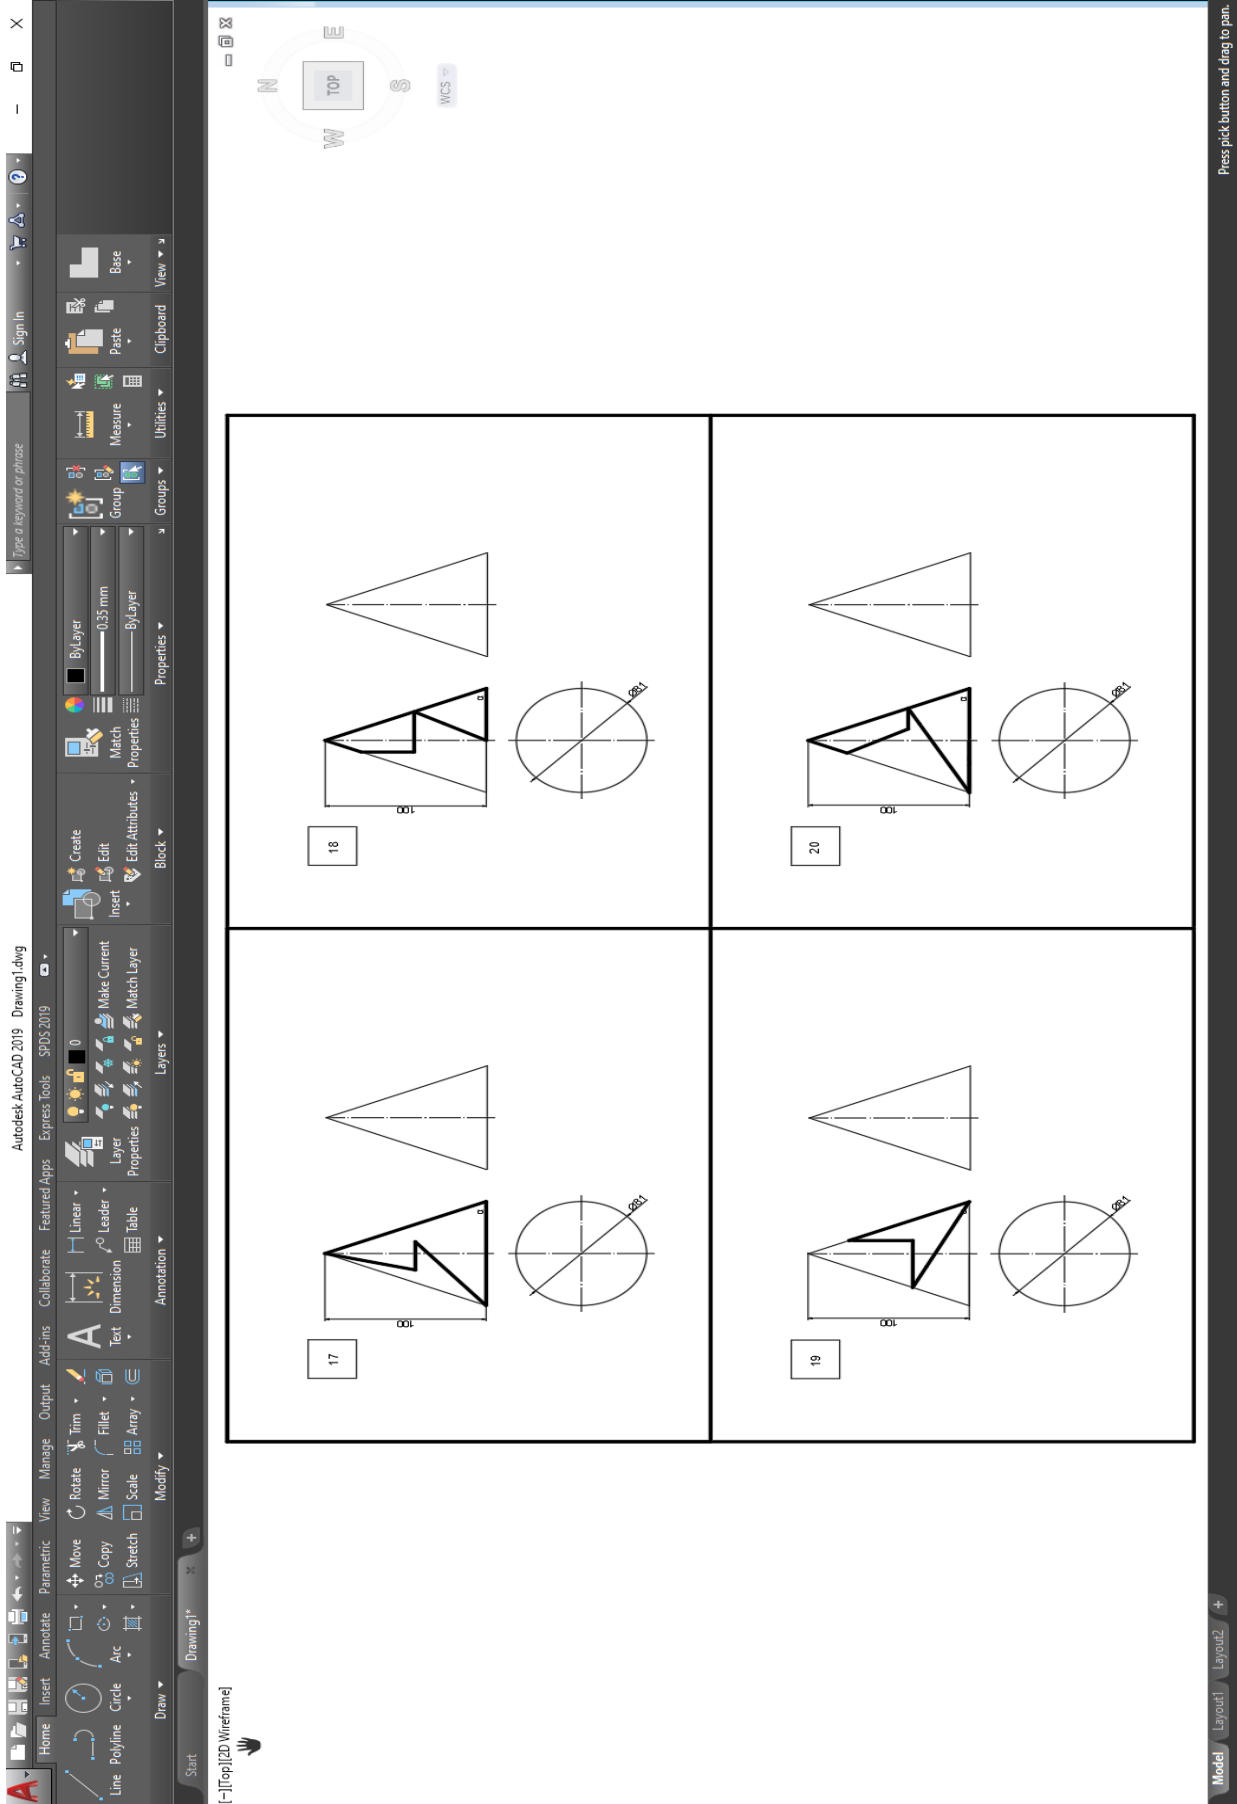 Autodesk AutoCAD 2019 Drawing1.dwg
Type a keyword or phrase
Sign In
Home Insert Annotate Parametric View Manage Output Add-ins Collaborate Featured Apps Express Tools SPDS 2019
Line Polyline Circle Arc
Move Rotate Trim
Copy Mirror Fillet
Stretch Scale Array
Text Dimension
Linear
Leader
Table
Layer Properties
0
Make Current
Match Layer
Insert
Create
Edit
Edit Attributes
Match Properties
ByLayer
0.35 mm
ByLayer
Group
Measure
Paste
Base
Draw Modify Annotation Layers Block Properties Groups Utilities Clipboard View
Start Drawing1* +
[−][Top][2D Wireframe]
N
W TOP E
S
WCS
17
100
Ø81
α
18
100
Ø81
α
19
100
Ø81
α
20
100
Ø81
α
Model Layout1 Layout2 +
Press pick button and drag to pan.